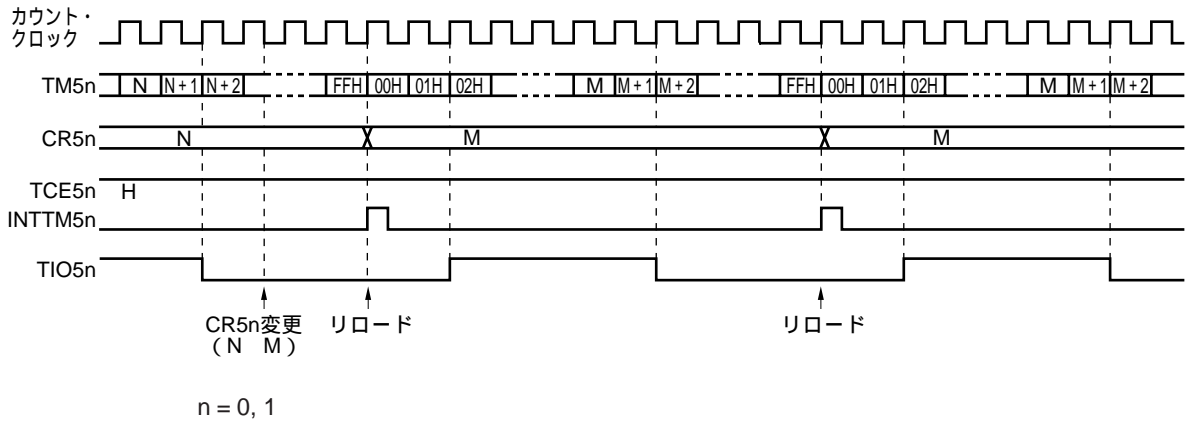 カウント・
クロック
TM5n N N+1 N+2 FFH 00H 01H 02H M M+1 M+2 FFH 00H 01H 02H M M+1 M+2
CR5n N M M
TCE5n H
INTTM5n
TIO5n
CR5n変更 リロード リロード
（N M）
n = 0, 1